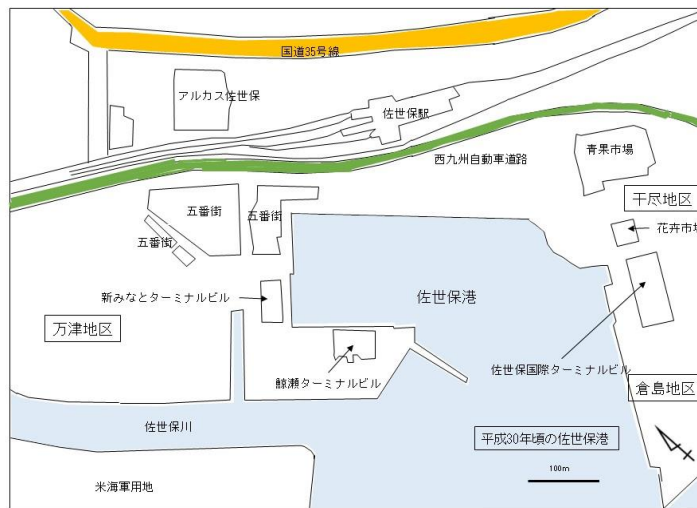 国道35号線
アルカス佐世保
佐世保駅
西九州自動車道路
青果市場
干尽地区
五番街
五番街
五番街
花卉市場
新みなとターミナルビル
佐世保港
万津地区
鯨瀬ターミナルビル
佐世保国際ターミナルビル
倉島地区
佐世保川
平成30年頃の佐世保港
100m
米海軍用地